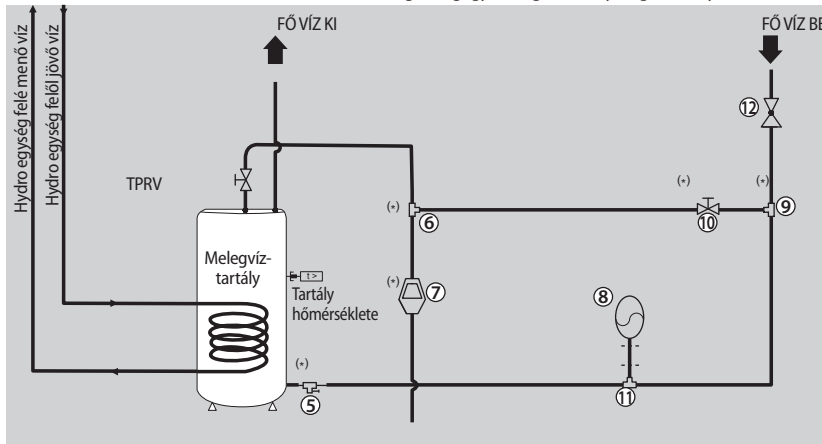 FŐ VÍZ KI
FŐ VÍZ BE
Hydro egység felé menő víz
Hydro egység felől jövő víz
⑫
TPRV
(*)
(*)
(*)
⑥
⑩
⑨
Melegvíz-
tartály
t >
(*)
⑦
⑧
Tartály
hőmérséklete
(*)
⑤
⑪